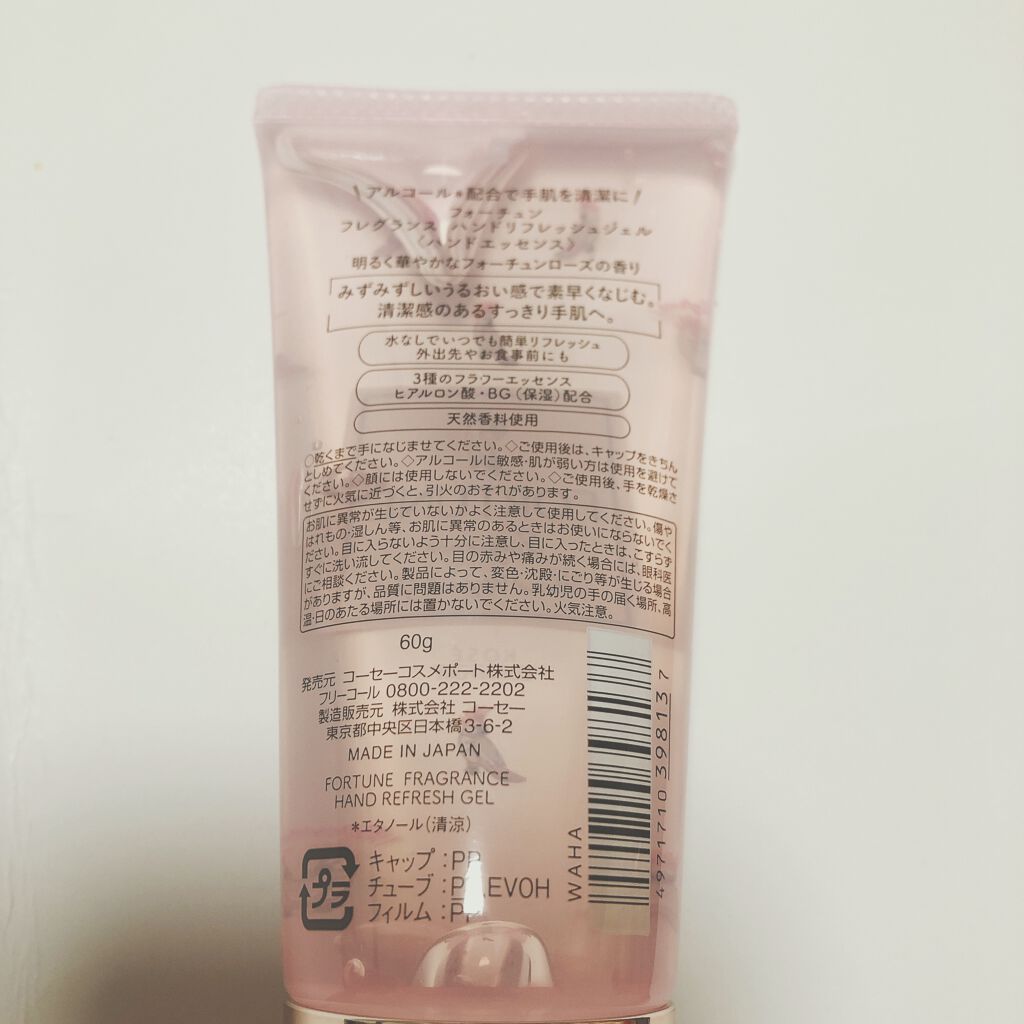 アルコール*配合で手肌を清潔に
フォーチュン
フレグランス ハンドリフレッシュジェル
〈ハンドエッセンス〉
明るく華やかなフォーチュンローズの香り
みずみずしいうるおい感で素早くなじむ。
清潔感のあるすっきり手肌へ。
水なしでいつでも簡単リフレッシュ
外出先やお食事前にも
3種のフラワーエッセンス
ヒアルロン酸・BG(保湿)配合
天然香料使用
○乾くまで手になじませてください。◇ご使用後は、キャップをきちん
としめてください。◇アルコールに敏感・肌が弱い方は使用を避けて
ください。◇顔には使用しないでください。◇ご使用後、手を乾燥さ
せずに火気に近づくと、引火のおそれがあります。
お肌に異常が生じていないかよく注意して使用してください。傷や
はれもの・湿しん等、お肌に異常のあるときはお使いにならないでく
ださい。目に入らないよう十分に注意し、目に入ったときは、こすらず
すぐに洗い流してください。目の赤みや痛みが続く場合には、眼科医
にご相談ください。製品によって、変色・沈殿・にごり等が生じる場合
がありますが、品質に問題はありません。乳幼児の手の届く場所、高
温・日のあたる場所には置かないでください。火気注意。
60g
発売元 コーセーコスメポート株式会社
フリーコール 0800-222-2202
製造販売元 株式会社 コーセー
東京都中央区日本橋3-6-2
MADE IN JAPAN
FORTUNE FRAGRANCE
HAND REFRESH GEL
*エタノール(清涼)
プラ
キャップ:PP
チューブ:PE,EVOH
フィルム:PP
WAHA
4971710 398137